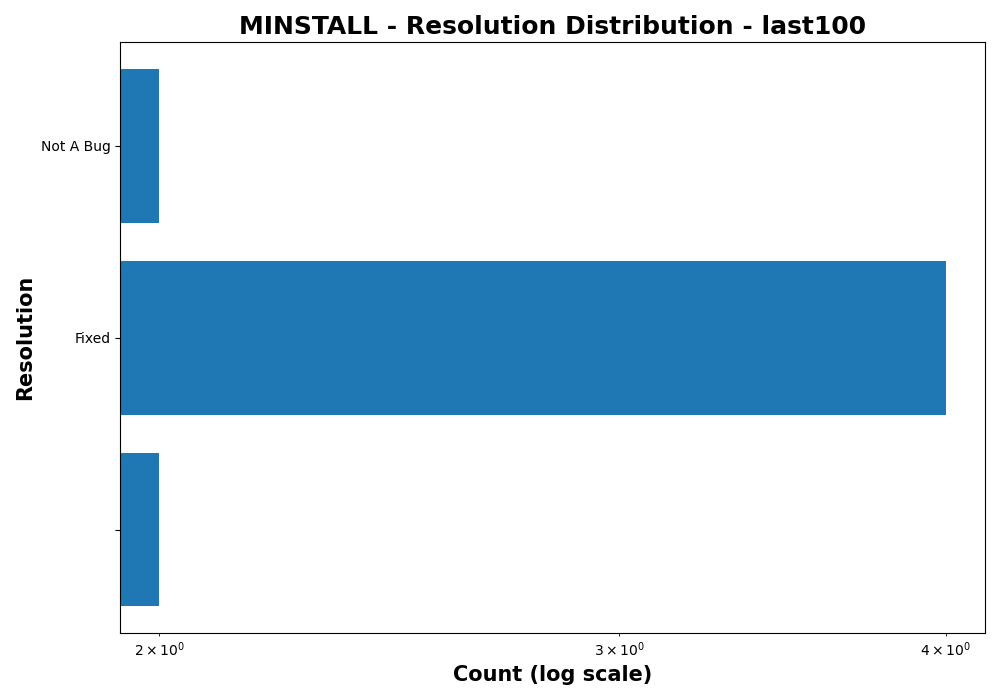 MINSTALL - Resolution Distribution - last100
Not A Bug
Fixed
Resolution
2 × 10⁰ 3 × 10⁰ 4 × 10⁰
Count (log scale)